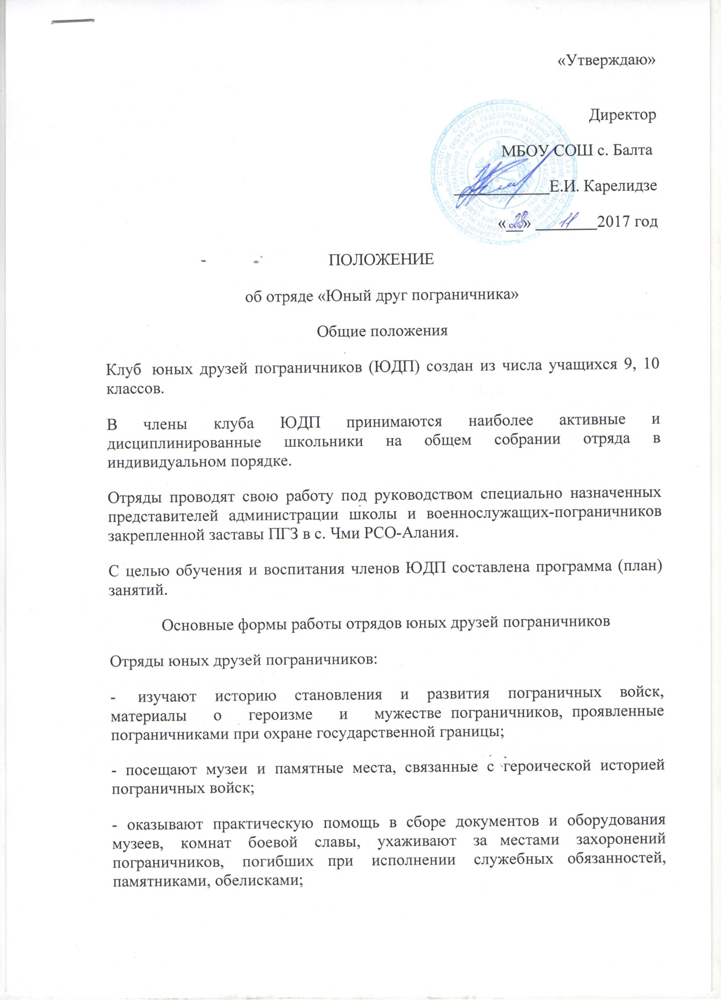 «Утверждаю»
Директор
МБОУ СОШ с. Балта
Е.И. Карелидзе
«28» 11 2017 год
ПОЛОЖЕНИЕ
об отряде «Юный друг пограничника»
Общие положения
Клуб юных друзей пограничников (ЮДП) создан из числа учащихся 9, 10
классов.
В члены клуба ЮДП принимаются наиболее активные и
дисциплинированные школьники на общем собрании отряда в
индивидуальном порядке.
Отряды проводят свою работу под руководством специально назначенных
представителей администрации школы и военнослужащих-пограничников
закрепленной заставы ПГЗ в с. Чми РСО-Алания.
С целью обучения и воспитания членов ЮДП составлена программа (план)
занятий.
Основные формы работы отрядов юных друзей пограничников
Отряды юных друзей пограничников:
- изучают историю становления и развития пограничных войск,
материалы о героизме и мужестве пограничников, проявленные
пограничниками при охране государственной границы;
- посещают музеи и памятные места, связанные с героической историей
пограничных войск;
- оказывают практическую помощь в сборе документов и оборудования
музеев, комнат боевой славы, ухаживают за местами захоронений
пограничников, погибших при исполнении служебных обязанностей,
памятниками, обелисками;